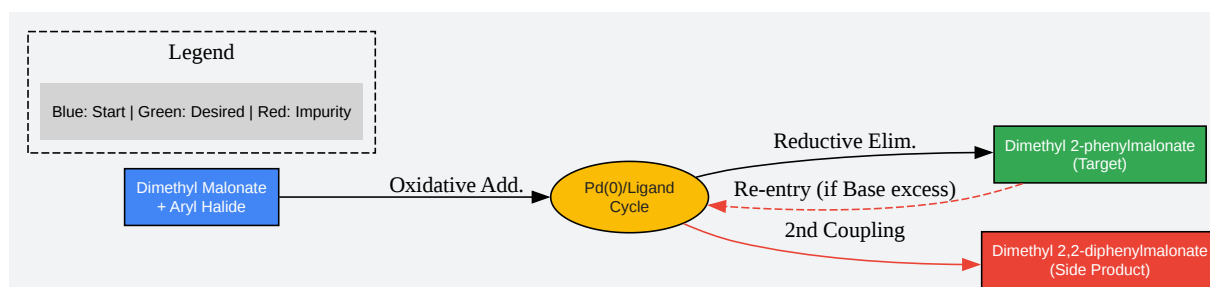 Legend
Blue: Start | Green: Desired | Red: Impurity
Dimethyl Malonate
+ Aryl Halide
Oxidative Add.
Pd(0)/Ligand
Cycle
Reductive Elim.
Re-entry (if Base excess)
2nd Coupling
Dimethyl 2-phenylmalonate
(Target)
Dimethyl 2,2-diphenylmalonate
(Side Product)